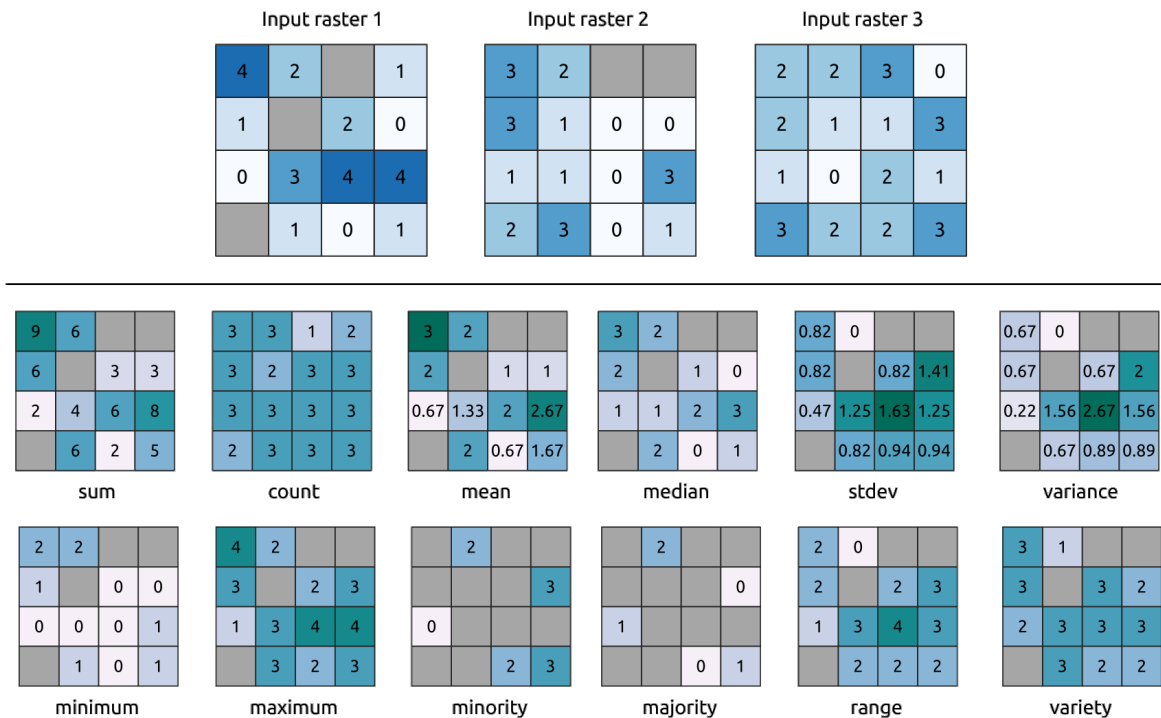 Input raster 1 Input raster 2 Input raster 3
4 2 1 3 2 2 2 3 0
1 2 0 3 1 0 0 2 1 1 3
0 3 4 4 1 1 0 3 1 0 2 1
1 0 1 2 3 0 1 3 2 2 3
9 6 3 3 1 2 3 2 3 2 0.82 0 0.67 0
6 3 3 3 2 3 3 2 1 1 2 1 0 0.82 0.82 1.41 0.67 0.67 2
2 4 6 8 3 3 3 3 0.67 1.33 2 2.67 1 1 2 3 0.47 1.25 1.63 1.25 0.22 1.56 2.67 1.56
6 2 5 2 3 3 3 2 0.67 1.67 2 0 1 0.82 0.94 0.94 0.67 0.89 0.89
sum count mean median stdev variance
2 2 4 2 2 2 2 0 3 1
1 0 0 3 2 3 3 0 2 2 3 3 3 2
0 0 0 1 1 3 4 4 0 1 1 3 4 3 2 3 3 3
1 0 1 3 2 3 2 3 0 1 2 2 2 3 2 2
minimum maximum minority majority range variety